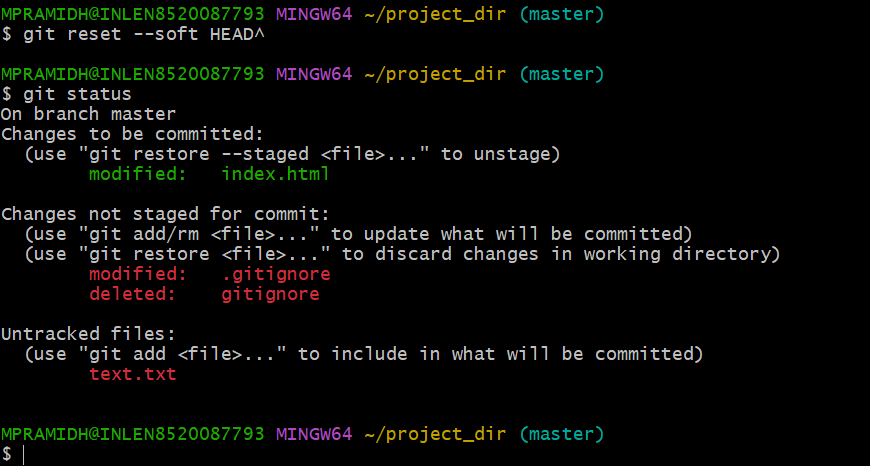 MPRAMIDH@INLEN8520087793 MINGW64 ~/project_dir (master)
$ git reset --soft HEAD^
MPRAMIDH@INLEN8520087793 MINGW64 ~/project_dir (master)
$ git status
On branch master
Changes to be committed:
  (use "git restore --staged <file>..." to unstage)
        modified:   index.html
Changes not staged for commit:
  (use "git add/rm <file>..." to update what will be committed)
  (use "git restore <file>..." to discard changes in working directory)
        modified:   .gitignore
        deleted:    gitignore
Untracked files:
  (use "git add <file>..." to include in what will be committed)
        text.txt
MPRAMIDH@INLEN8520087793 MINGW64 ~/project_dir (master)
$